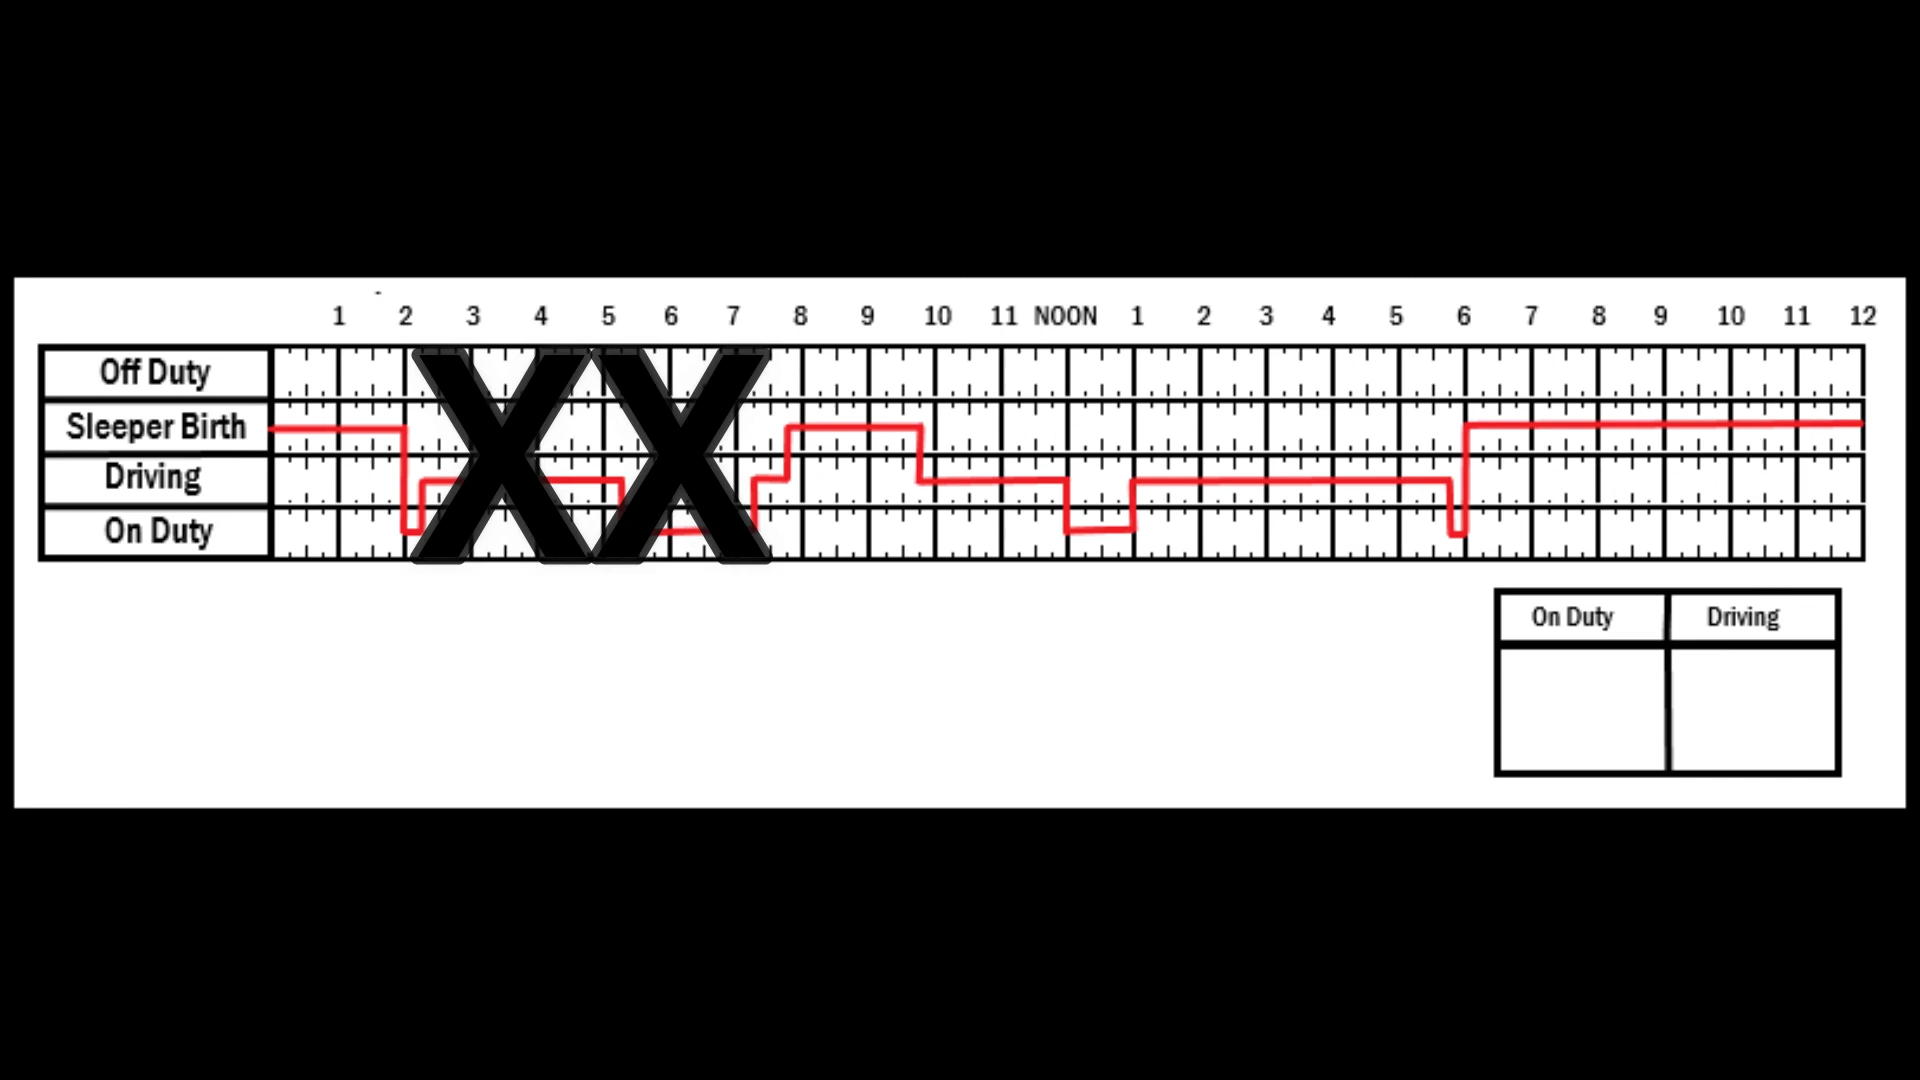 1 2 3 4 5 6 7 8 9 10 11 NOON 1 2 3 4 5 6 7 8 9 10 11 12
Off Duty
Sleeper Birth
Driving
On Duty
XX
On Duty Driving